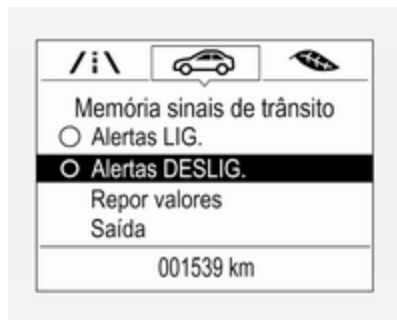 Memória sinais de trânsito
Alertas LIG.
Alertas DESLIG.
Repor valores
Saída
001539 km